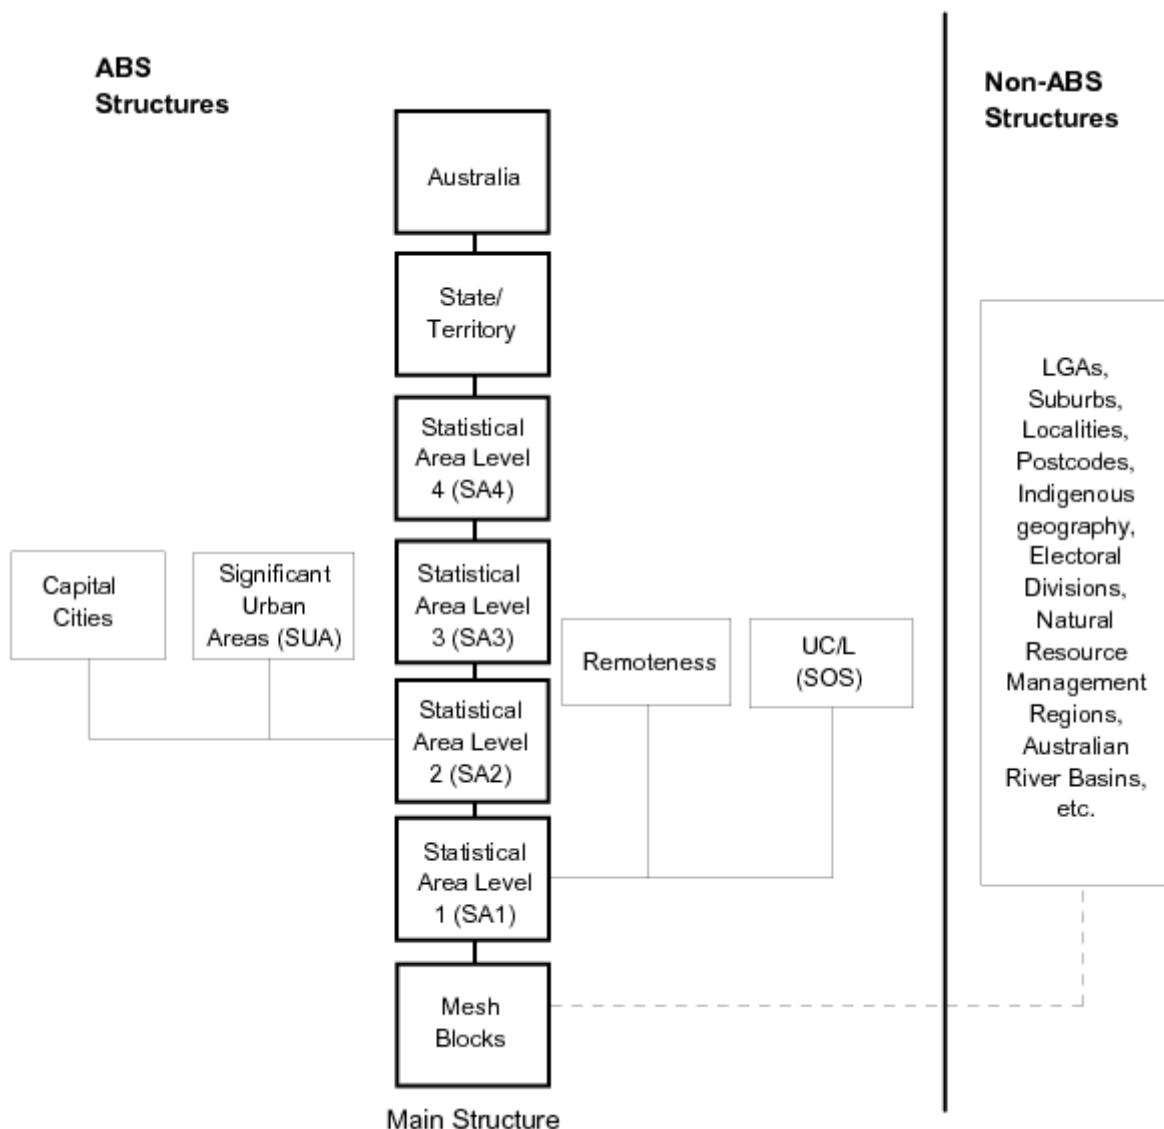 ABS
Structures
Non-ABS
Structures
Australia
State/
Territory
Statistical
Area Level
4 (SA4)
Capital
Cities
Significant
Urban
Areas (SUA)
Statistical
Area Level
3 (SA3)
Remoteness
UC/L
(SOS)
Statistical
Area Level
2 (SA2)
Statistical
Area Level
1 (SA1)
Mesh
Blocks
Main Structure
LGAs,
Suburbs,
Localities,
Postcodes,
Indigenous
geography,
Electoral
Divisions,
Natural
Resource
Management
Regions,
Australian
River Basins,
etc.